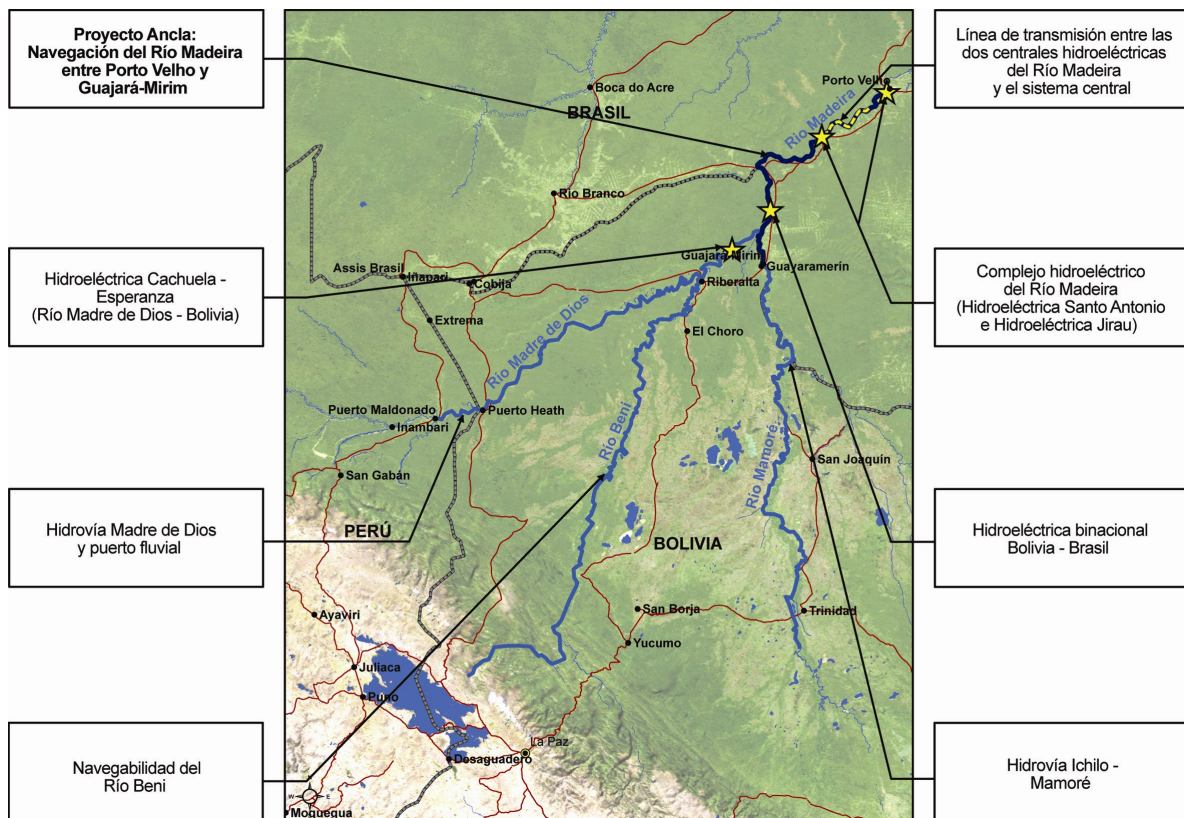 Proyecto Ancla:
Navegación del Río Madeira
entre Porto Velho y
Guajará-Mirim
Hidroeléctrica Cachuela -
Esperanza
(Río Madre de Dios - Bolivia)
Hidrovía Madre de Dios
y puerto fluvial
Navegabilidad del
Río Beni
Porto Velho
Boca do Acre
BRASIL
Rio Madeira
Rio Branco
Assis Brasil
Iñapari
Cobija
Guajará Mirim
Guayaramerín
Riberalta
Extrema
El Choro
Río Madre de Dios
Puerto Maldonado
Puerto Heath
Inambari
Río Beni
Río Mamoré
San Joaquín
San Gabán
PERÚ
BOLIVIA
Ayaviri
San Borja
Trinidad
Yucumo
Juliaca
Puno
La Paz
Desaguadero
W
E
Moquegua
Línea de transmisión entre las
dos centrales hidroeléctricas
del Río Madeira
y el sistema central
Complejo hidroeléctrico
del Río Madeira
(Hidroeléctrica Santo Antonio
e Hidroeléctrica Jirau)
Hidroeléctrica binacional
Bolivia - Brasil
Hidrovía Ichilo -
Mamoré